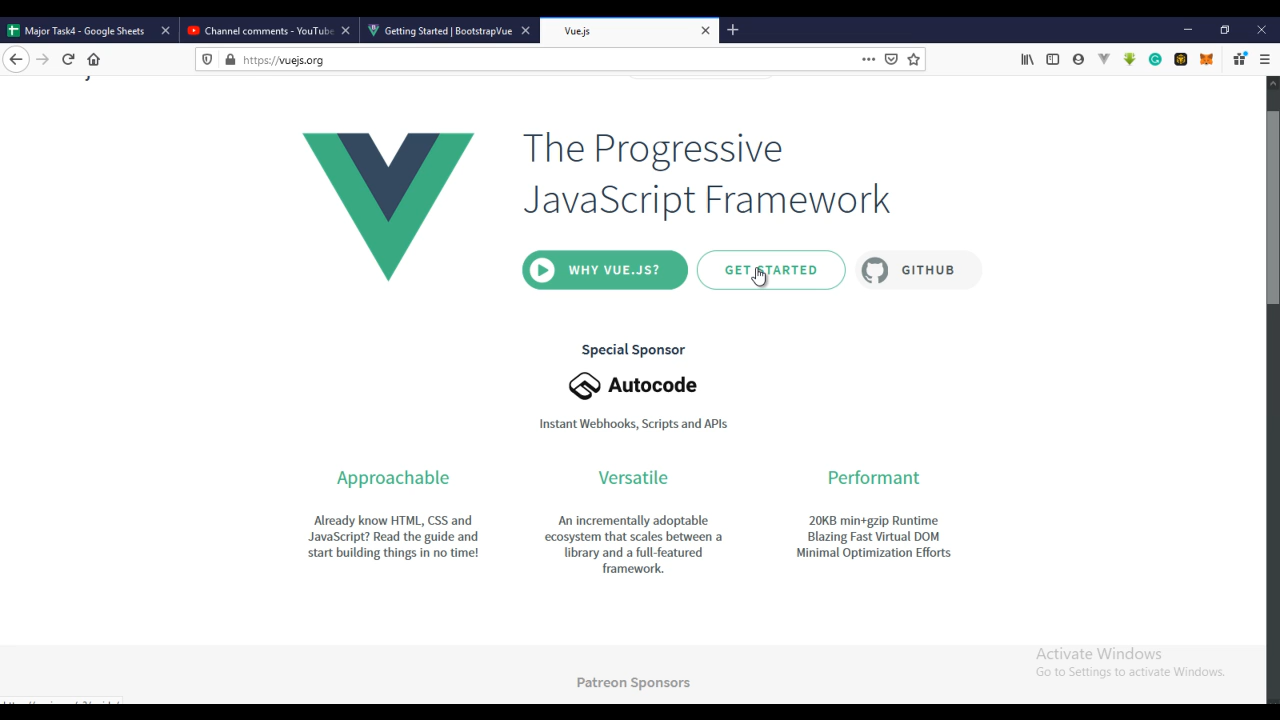 Major Task4 - Google Sheets
Channel comments - YouTube
Getting Started | BootstrapVue
Vue.js
https://vuejs.org
The Progressive
JavaScript Framework
WHY VUE.JS?
GET STARTED
GITHUB
Special Sponsor
Autocode
Instant Webhooks, Scripts and APIs
Approachable
Already know HTML, CSS and
JavaScript? Read the guide and
start building things in no time!
Versatile
An incrementally adoptable
ecosystem that scales between a
library and a full-featured
framework.
Performant
20KB min+gzip Runtime
Blazing Fast Virtual DOM
Minimal Optimization Efforts
Activate Windows
Go to Settings to activate Windows.
Patreon Sponsors